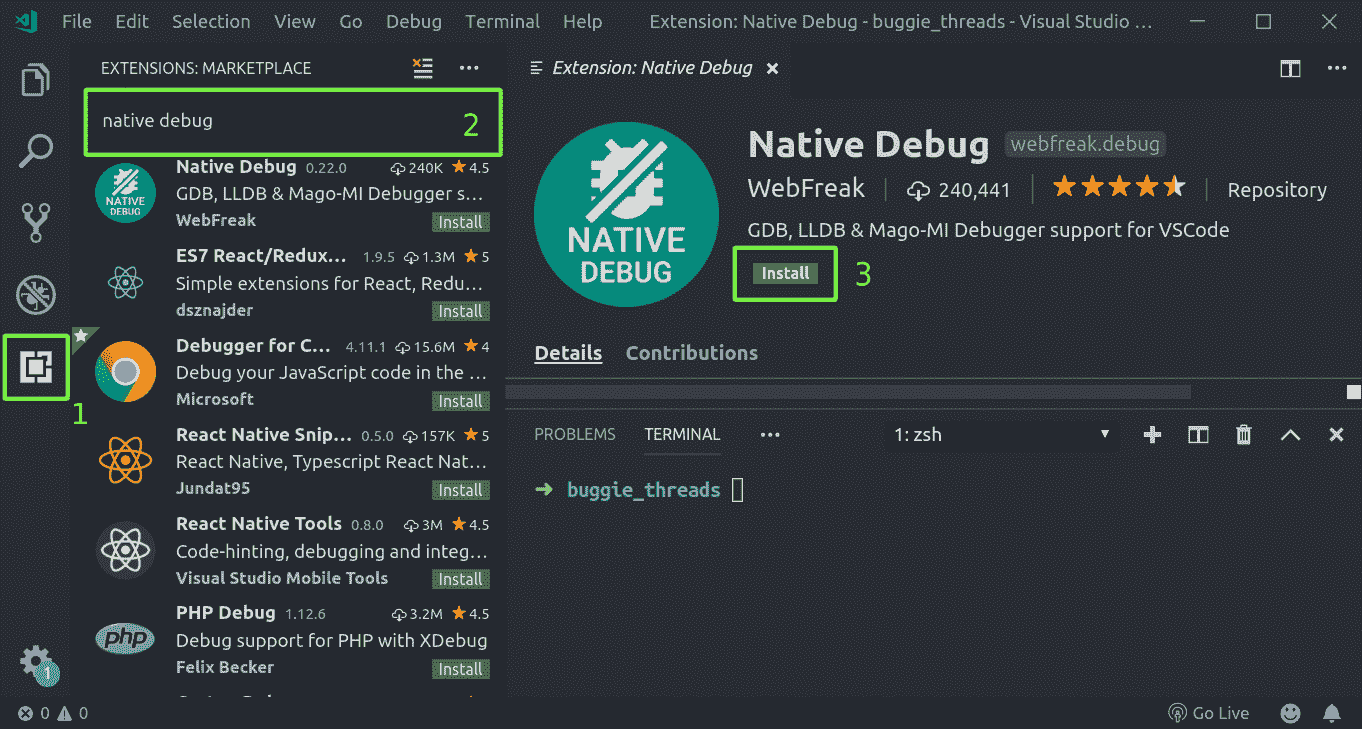 File Edit Selection View Go Debug Terminal Help Extension: Native Debug - buggie_threads - Visual Studio ...
EXTENSIONS: MARKETPLACE
native debug 2
Native Debug 0.22.0 240K 4.5
NATIVE
DEBUG
GDB, LLDB & Mago-MI Debugger s...
WebFreak Install
ES7 React/Redux... 1.9.5 1.3M 5
Simple extensions for React, Redu...
dsznajder Install
1
Debugger for C... 4.11.1 15.6M 4
Debug your JavaScript code in the ...
Microsoft Install
React Native Snip... 0.5.0 157K 5
React Native, Typescript React Nat...
Jundat95 Install
React Native Tools 0.8.0 3M 4.5
Code-hinting, debugging and integ...
Visual Studio Mobile Tools Install
PHP Debug 1.12.6 3.2M 4.5
php
Debug support for PHP with XDebug
Felix Becker Install
1
Extension: Native Debug
NATIVE
DEBUG
Native Debug webfreak.debug
WebFreak 240,441 Repository
GDB, LLDB & Mago-MI Debugger support for VSCode
Install 3
Details Contributions
PROBLEMS TERMINAL ... 1: zsh
buggie_threads
0 0 Go Live